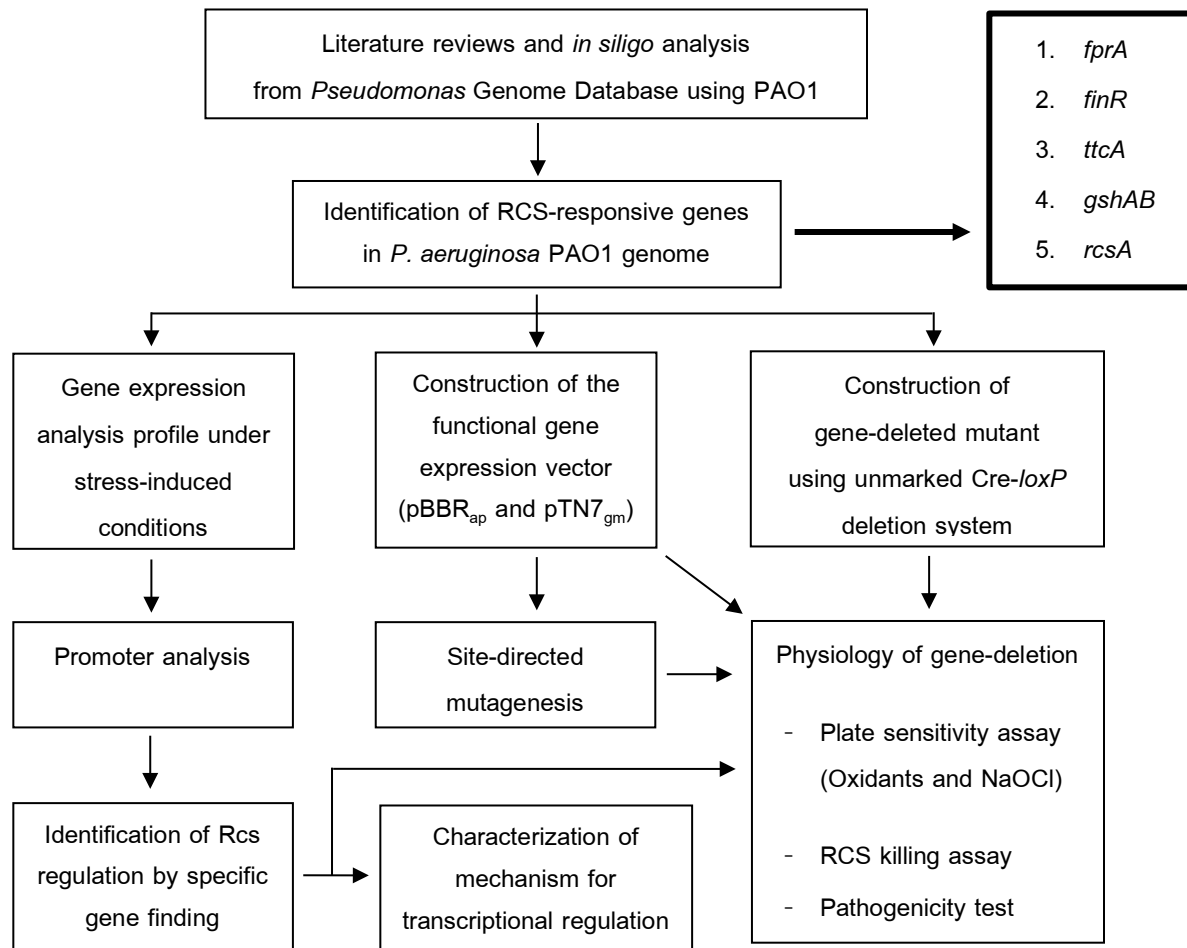 Literature reviews and in siligo analysis
from Pseudomonas Genome Database using PAO1
1. fprA
2. finR
3. ttcA
4. gshAB
5. rcsA
Identification of RCS-responsive genes
in P. aeruginosa PAO1 genome
Gene expression
analysis profile under
stress-induced
conditions
Construction of the
functional gene
expression vector
(pBBRap and pTN7gm)
Construction of
gene-deleted mutant
using unmarked Cre-loxP
deletion system
Promoter analysis
Site-directed
mutagenesis
Physiology of gene-deletion
- Plate sensitivity assay
(Oxidants and NaOCl)
- RCS killing assay
- Pathogenicity test
Identification of Rcs
regulation by specific
gene finding
Characterization of
mechanism for
transcriptional regulation